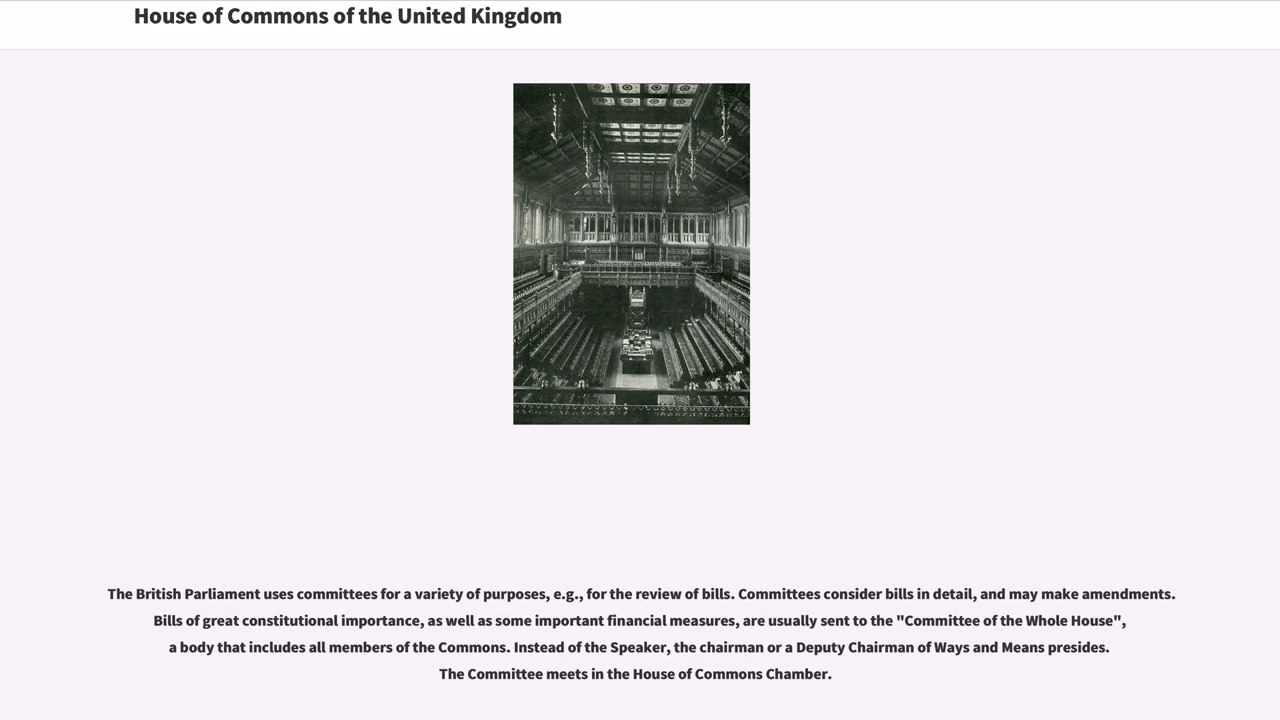 House of Commons of the United Kingdom
The British Parliament uses committees for a variety of purposes, e.g., for the review of bills. Committees consider bills in detail, and may make amendments.
Bills of great constitutional importance, as well as some important financial measures, are usually sent to the "Committee of the Whole House",
a body that includes all members of the Commons. Instead of the Speaker, the chairman or a Deputy Chairman of Ways and Means presides.
The Committee meets in the House of Commons Chamber.